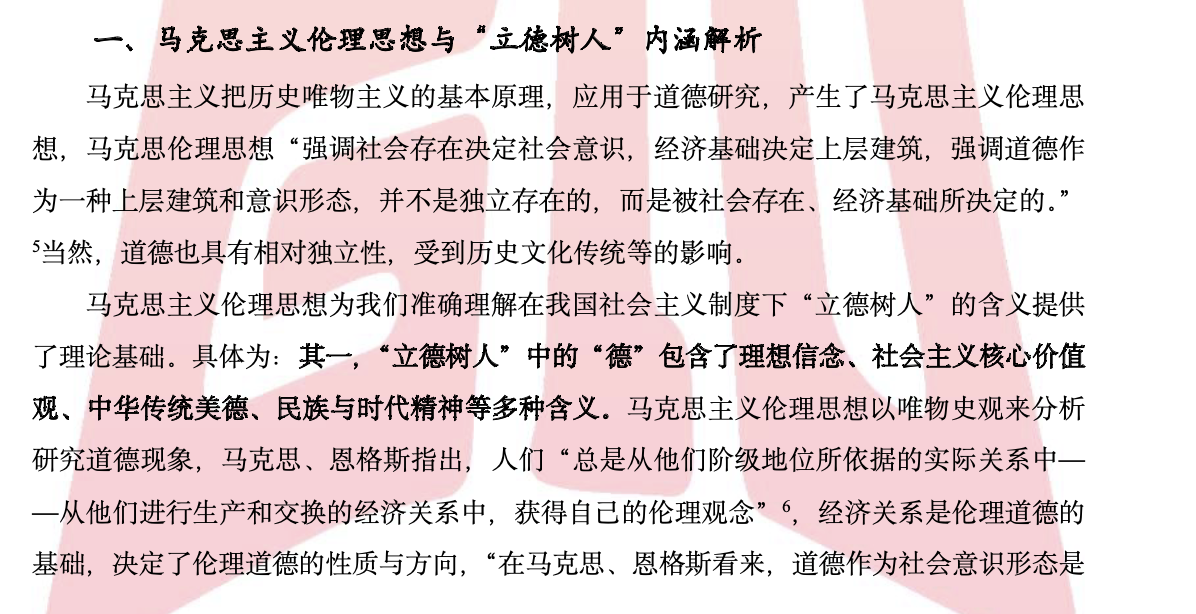 一、马克思主义伦理思想与“立德树人”内涵解析
马克思主义把历史唯物主义的基本原理，应用于道德研究，产生了马克思主义伦理思
想，马克思伦理思想“强调社会存在决定社会意识，经济基础决定上层建筑，强调道德作
为一种上层建筑和意识形态，并不是独立存在的，而是被社会存在、经济基础所决定的。”
5当然，道德也具有相对独立性，受到历史文化传统等的影响。
马克思主义伦理思想为我们准确理解在我国社会主义制度下“立德树人”的含义提供
了理论基础。具体为：其一，“立德树人”中的“德”包含了理想信念、社会主义核心价值
观、中华传统美德、民族与时代精神等多种含义。马克思主义伦理思想以唯物史观来分析
研究道德现象，马克思、恩格斯指出，人们“总是从他们阶级地位所依据的实际关系中—
—从他们进行生产和交换的经济关系中，获得自己的伦理观念”6，经济关系是伦理道德的
基础，决定了伦理道德的性质与方向，“在马克思、恩格斯看来，道德作为社会意识形态是